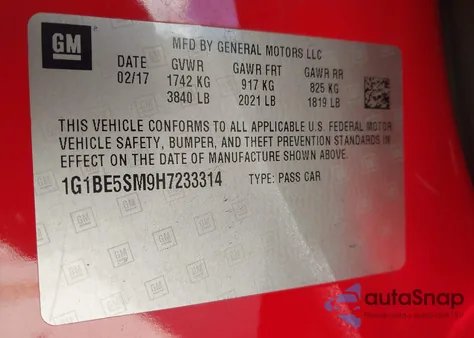 GM
MFD BY GENERAL MOTORS LLC
DATE GVWR GAWR FRT GAWR RR
02/17 1742 KG 917 KG 825 KG
3840 LB 2021 LB 1819 LB
THIS VEHICLE CONFORMS TO ALL APPLICABLE U.S. FEDERAL MOTOR
VEHICLE SAFETY, BUMPER, AND THEFT PREVENTION STANDARDS IN
EFFECT ON THE DATE OF MANUFACTURE SHOWN ABOVE.
1G1BE5SM9H7233314 TYPE: PASS CAR
autoSnap